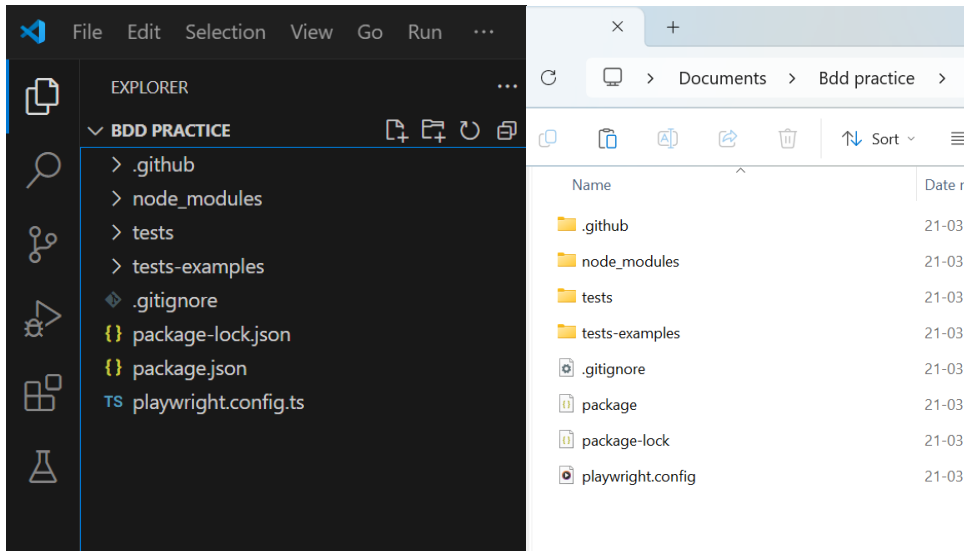 File Edit Selection View Go Run ...
EXPLORER ...
BDD PRACTICE
.github
node_modules
tests
tests-examples
.gitignore
{} package-lock.json
{} package.json
TS playwright.config.ts
Documents > Bdd practice >
Sort
Name Date
.github 21-03
node_modules 21-03
tests 21-03
tests-examples 21-03
.gitignore 21-03
package 21-03
package-lock 21-03
playwright.config 21-03